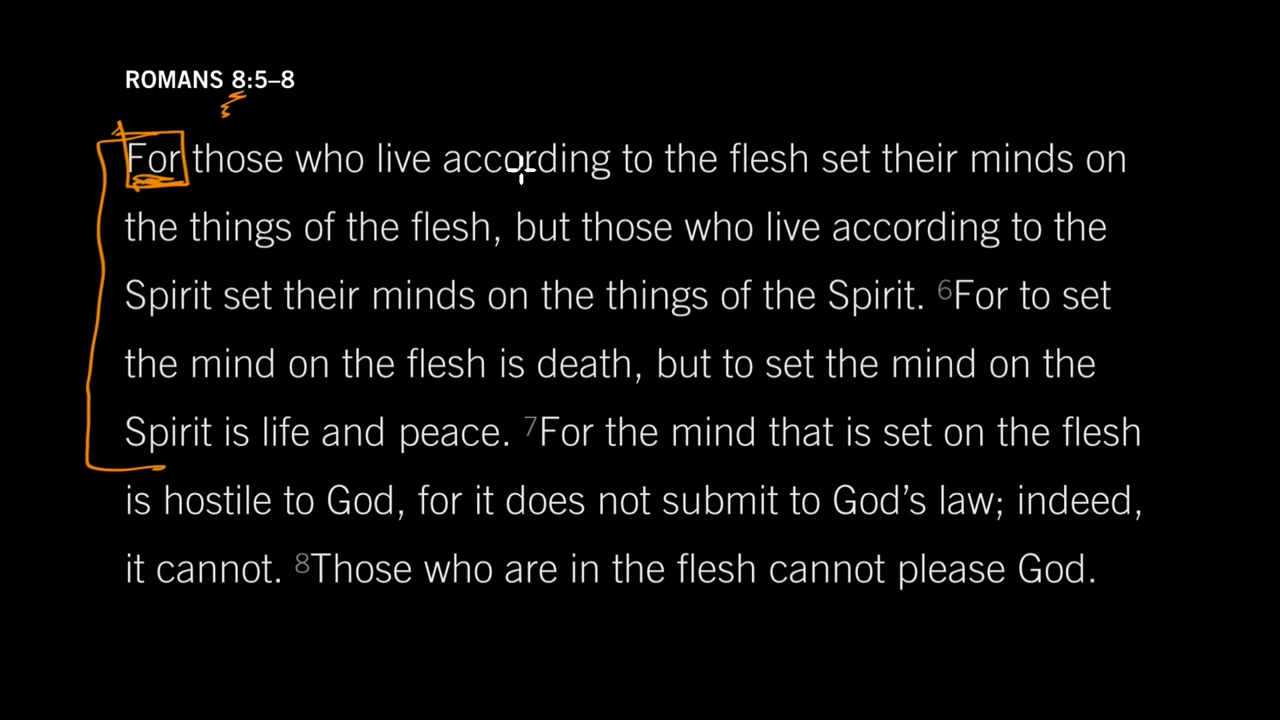 ROMANS 8:5–8
For those who live according to the flesh set their minds on
the things of the flesh, but those who live according to the
Spirit set their minds on the things of the Spirit. ⁶For to set
the mind on the flesh is death, but to set the mind on the
Spirit is life and peace. ⁷For the mind that is set on the flesh
is hostile to God, for it does not submit to God’s law; indeed,
it cannot. ⁸Those who are in the flesh cannot please God.